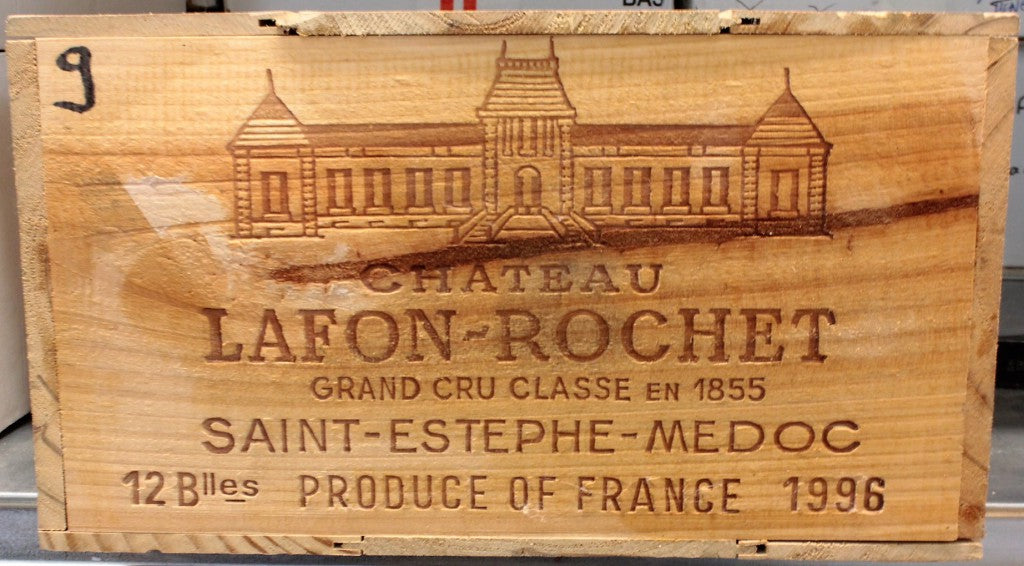 9
CHATEAU
LAFON-ROCHET
GRAND CRU CLASSE EN 1855
SAINT-ESTEPHE-MEDOC
12 Blles PRODUCE OF FRANCE 1996